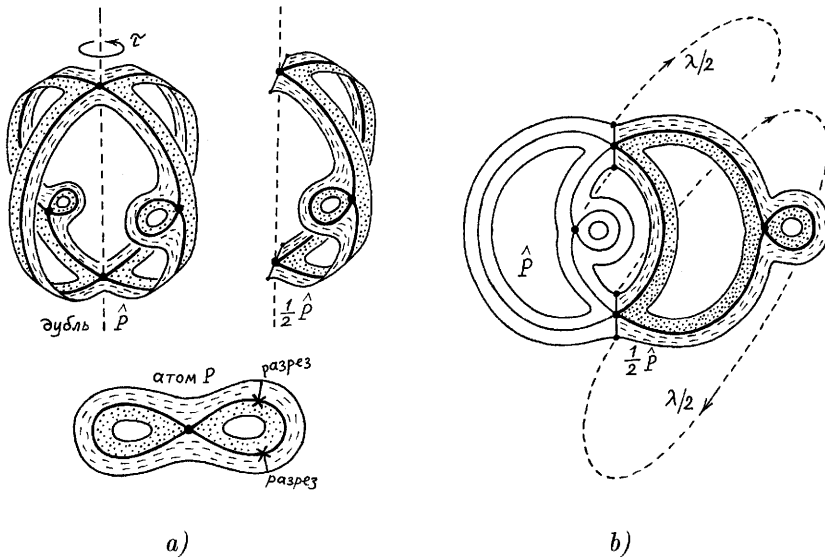 τ
дубль P̂
½ P̂
атом P
разрез
разрез
a)
λ/2
P̂
½ P̂
λ/2
b)